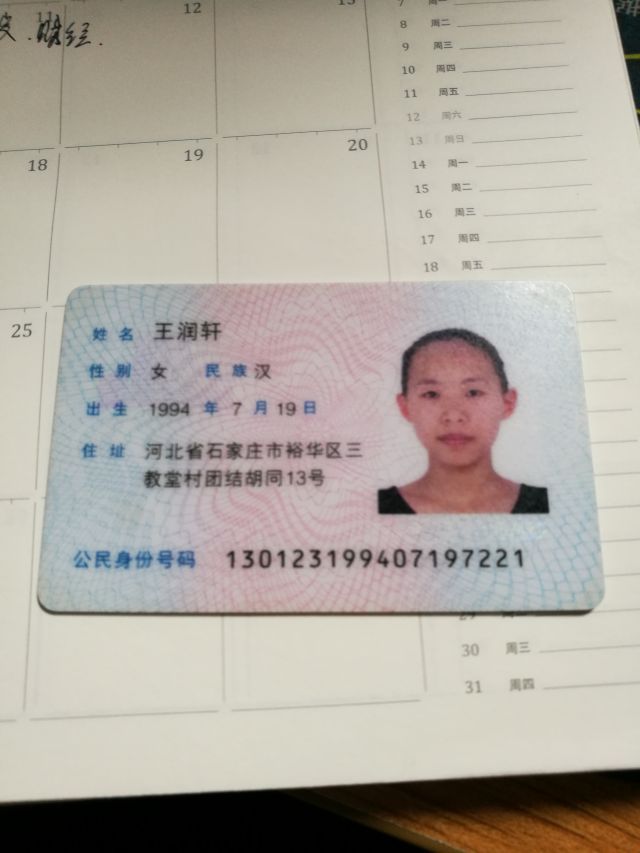 12
13
7 周一
8 周二
9 周三
10 周四
11 周五
12 周六
13 周日
18
19
20
14 周一
15 周二
16 周三
17 周四
18 周五
25
姓名 王润轩
性别 女 民族 汉
出生 1994 年 7 月 19 日
住址 河北省石家庄市裕华区三
教堂村团结胡同13号
公民身份号码 130123199407197221
30 周三
31 周四